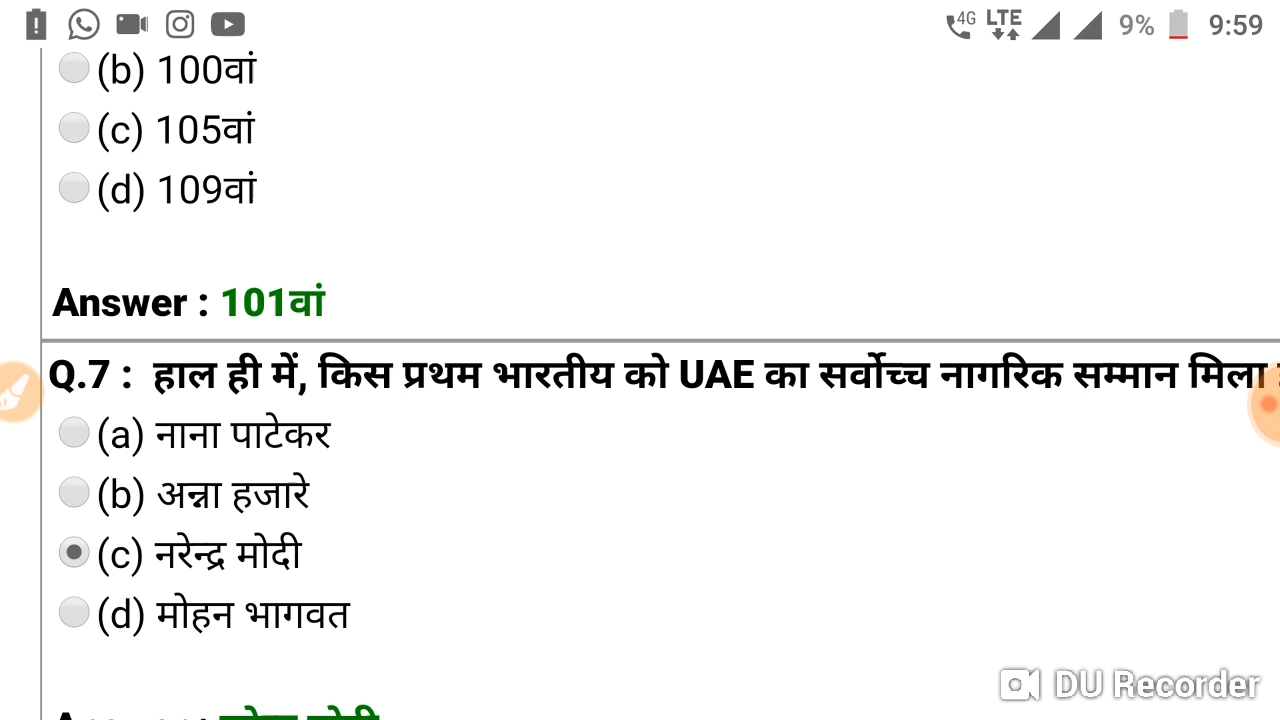 4G LTE 9% 9:59
(b) 100वां
(c) 105वां
(d) 109वां
Answer : 101वां
Q.7 : हाल ही में, किस प्रथम भारतीय को UAE का सर्वोच्च नागरिक सम्मान मिला
(a) नाना पाटेकर
(b) अन्ना हजारे
(c) नरेन्द्र मोदी
(d) मोहन भागवत
DU Recorder